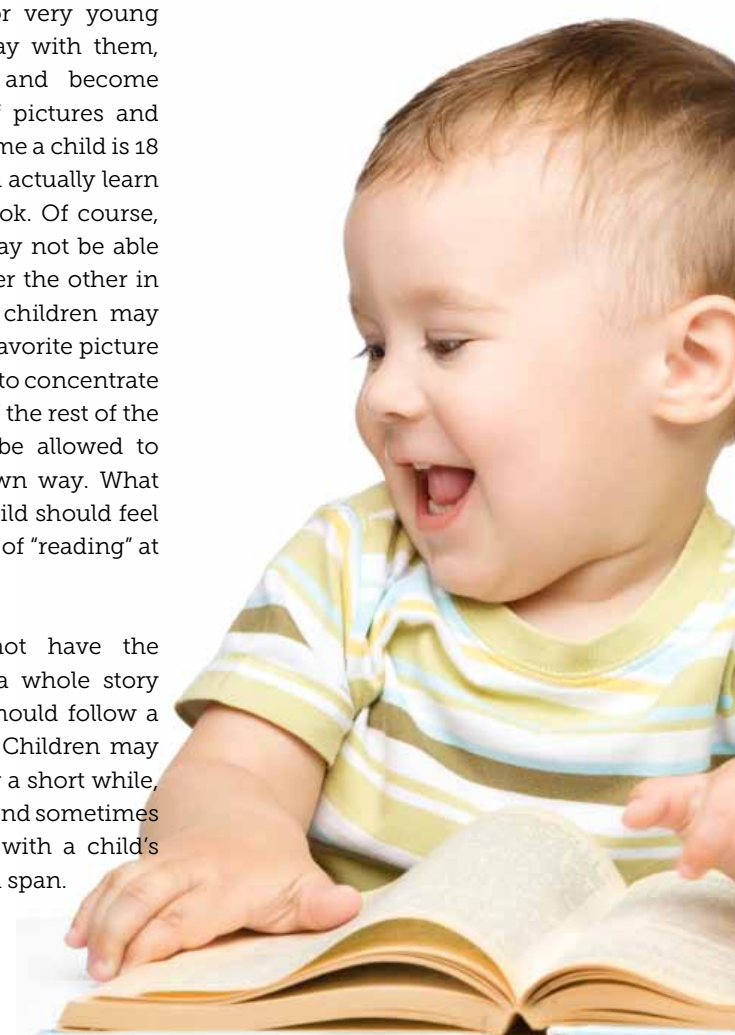 or very young
ay with them,
and become
pictures and
me a child is 18
actually learn
ok. Of course,
ay not be able
er the other in
children may
avorite picture
to concentrate
the rest of the
be allowed to
wn way. What
ild should feel
of “reading” at
not have the
a whole story
hould follow a
Children may
a short while,
nd sometimes
with a child’s
span.